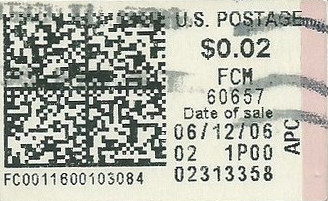 U.S. POSTAGE
$0.02
FCM
60657
Date of sale
06/12/06
02 1P00
02313358
APC
FC0011600103084